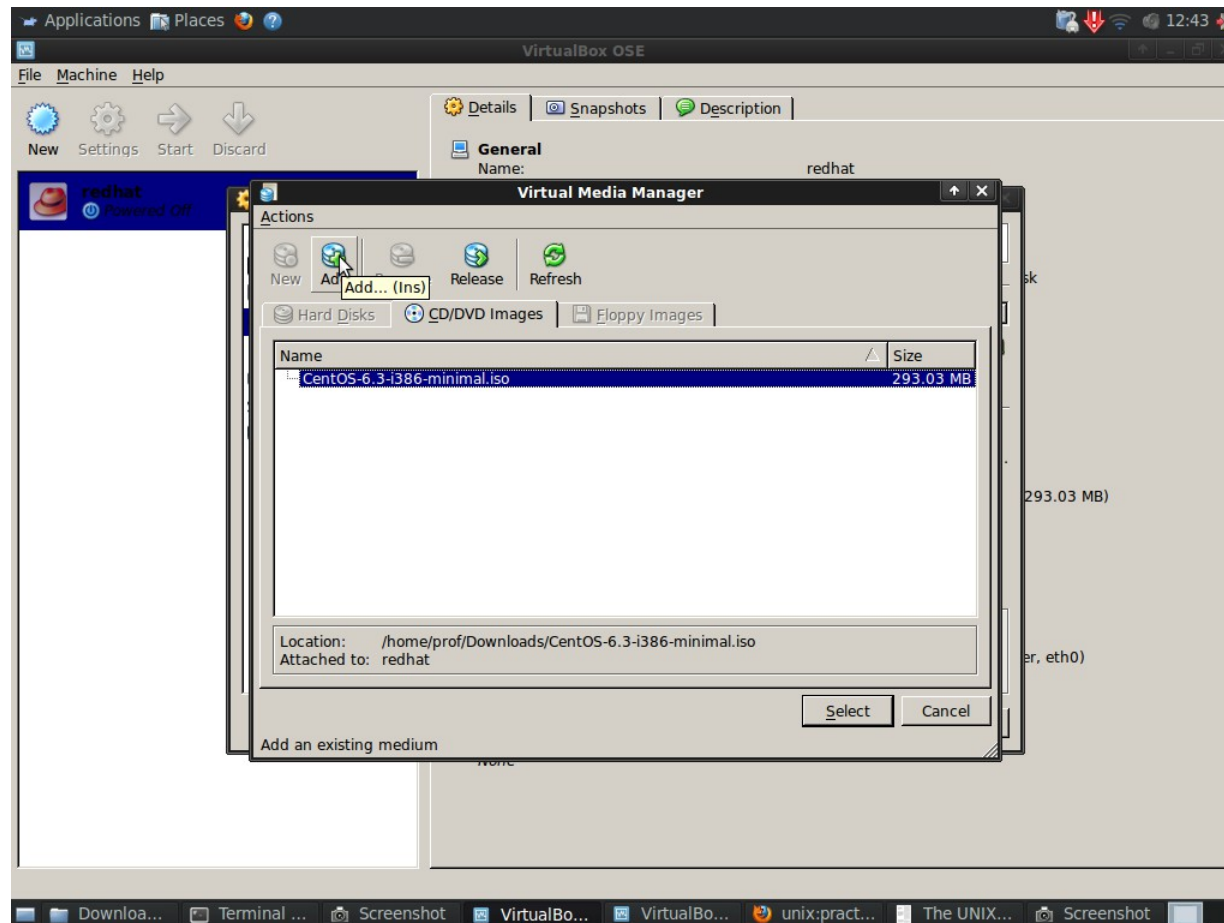 Applications Places 12:43
VirtualBox OSE
File Machine Help
New Settings Start Discard
Details Snapshots Description
General
Name: redhat
redhat
Powered Off
Virtual Media Manager
Actions
New Release Refresh
Add... (Ins)
Hard Disks CD/DVD Images Floppy Images
Name Size
CentOS-6.3-i386-minimal.iso 293.03 MB
sk
293.03 MB)
Location: /home/prof/Downloads/CentOS-6.3-i386-minimal.iso
Attached to: redhat
er, eth0)
Select Cancel
Add an existing medium
None
Downloa... Terminal ... Screenshot VirtualBo... VirtualBo... unix:pract... The UNIX... Screenshot